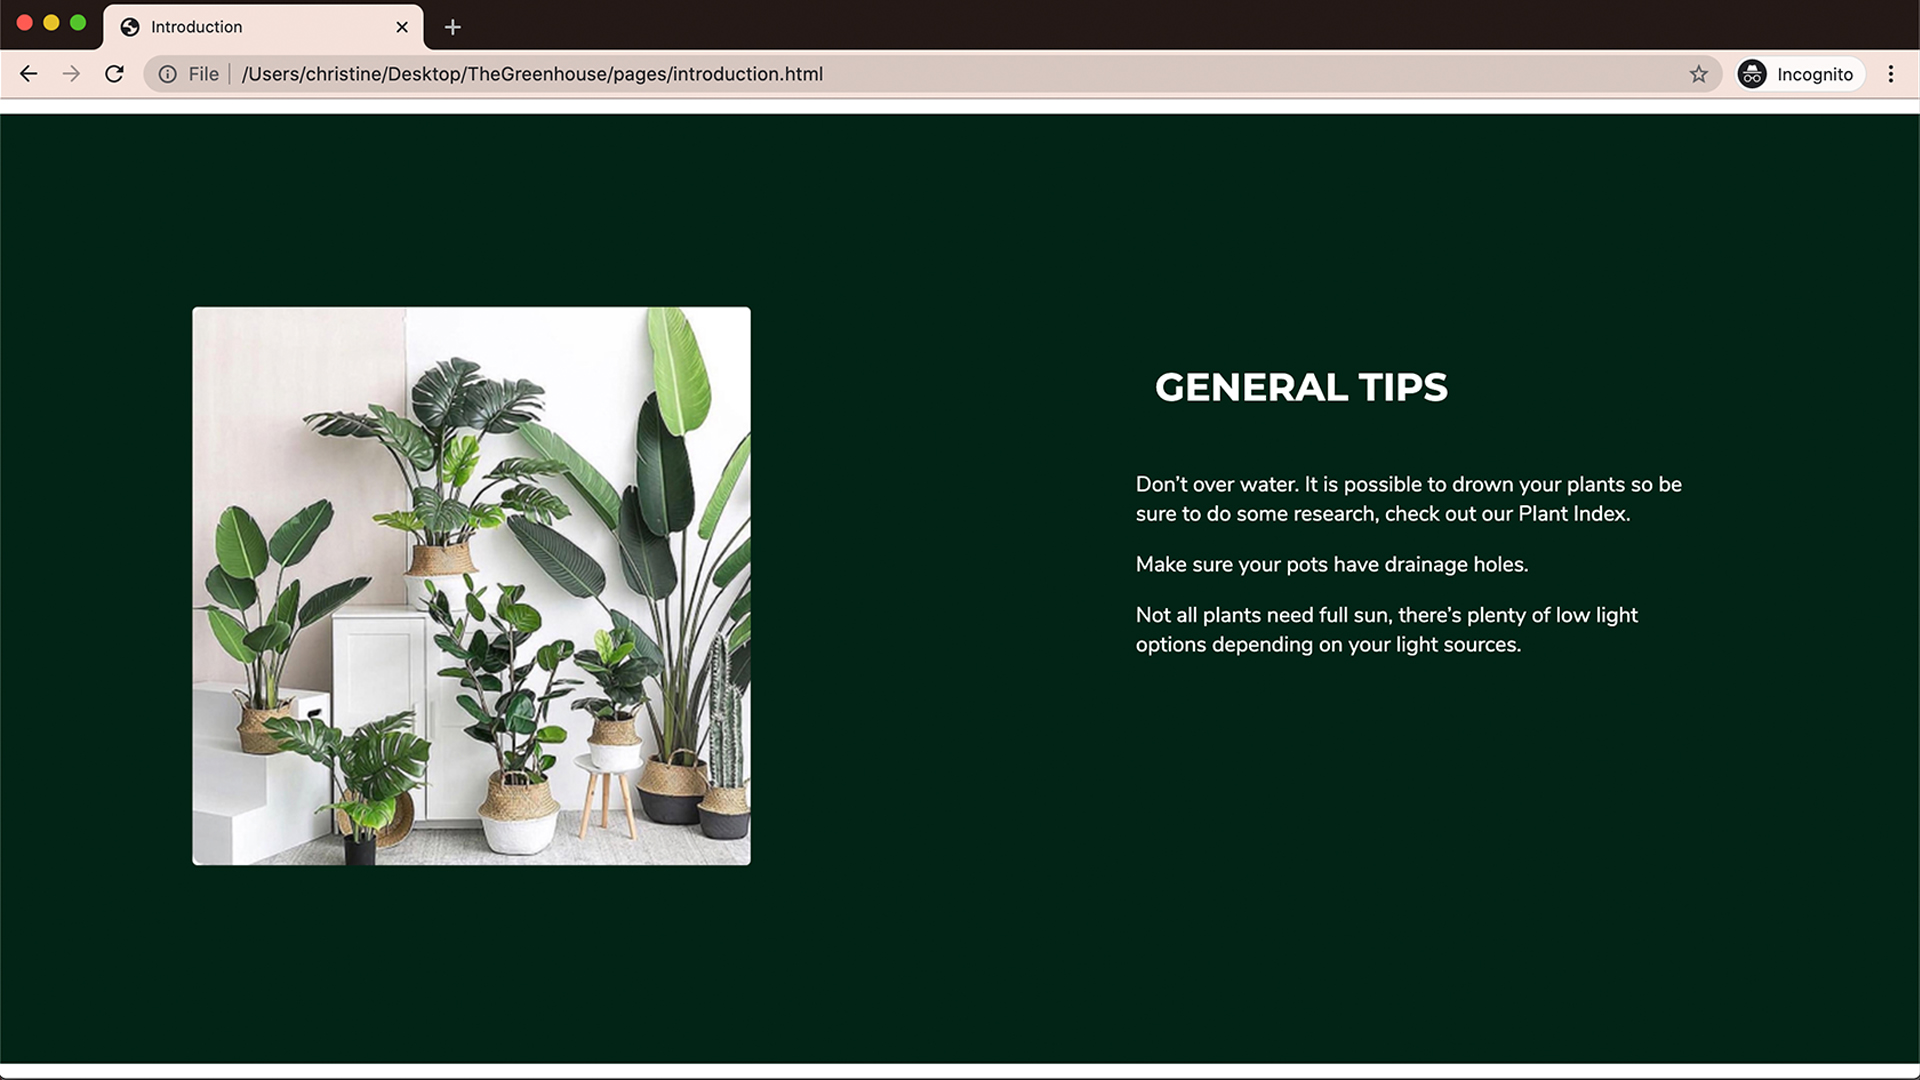 Introduction
File
/Users/christine/Desktop/TheGreenhouse/pages/introduction.html
Incognito
GENERAL TIPS
Don’t over water. It is possible to drown your plants so be
sure to do some research, check out our Plant Index.
Make sure your pots have drainage holes.
Not all plants need full sun, there’s plenty of low light
options depending on your light sources.